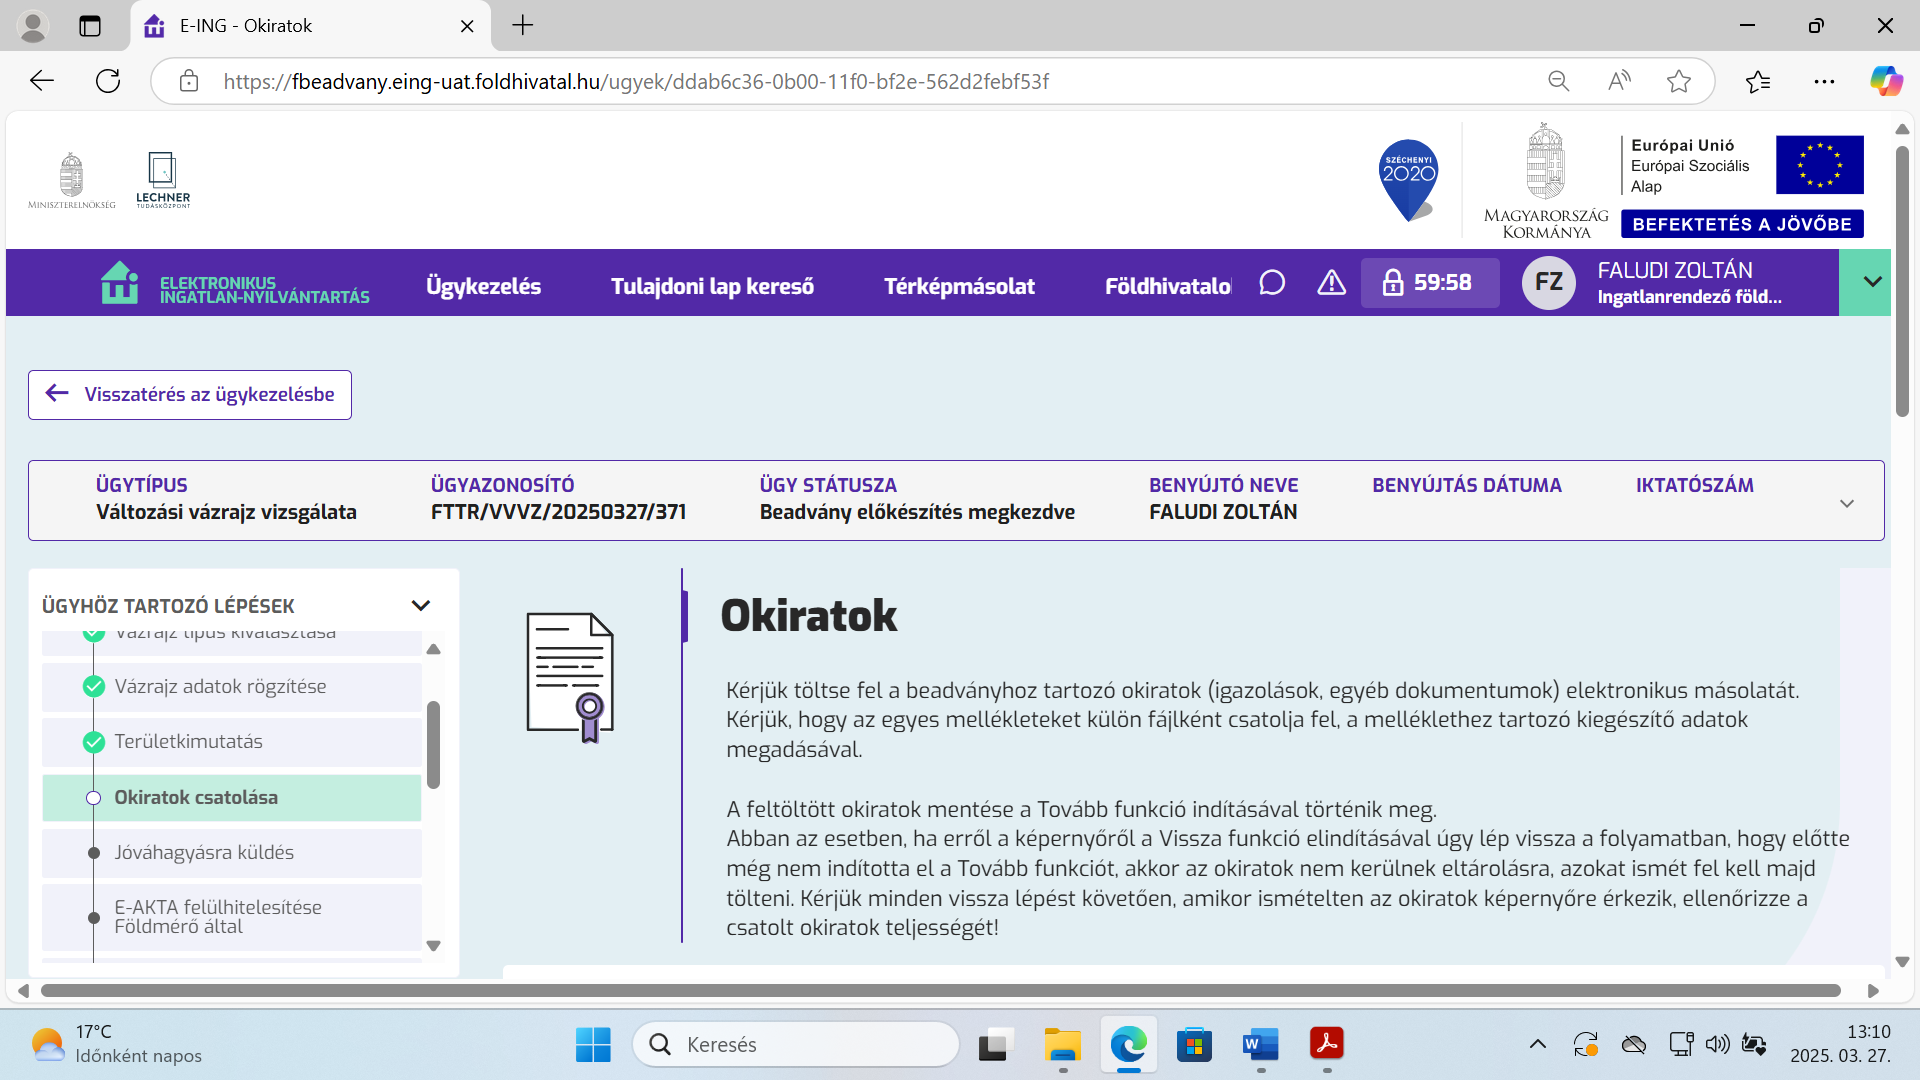 E-ING - Okiratok
https://fbeadvany.eing-uat.foldhivatal.hu/ugyek/ddab6c36-0b00-11f0-bf2e-562d2febf53f
MINISZTERELNÖKSÉG
LECHNER
TUDÁSKÖZPONT
SZÉCHENYI
2020
MAGYARORSZÁG
KORMÁNYA
Európai Unió
Európai Szociális
Alap
BEFEKTETÉS A JÖVŐBE
ELEKTRONIKUS
INGATLAN-NYILVÁNTARTÁS
Ügykezelés
Tulajdoni lap kereső
Térképmásolat
Földhivatalo
59:58
FZ
FALUDI ZOLTÁN
Ingatlanrendező föld...
Visszatérés az ügykezelésbe
ÜGYTÍPUS
Változási vázrajz vizsgálata
ÜGYAZONOSÍTÓ
FTTR/VVVZ/20250327/371
ÜGY STÁTUSZA
Beadvány előkészítés megkezdve
BENYÚJTÓ NEVE
FALUDI ZOLTÁN
BENYÚJTÁS DÁTUMA
IKTATÓSZÁM
ÜGYHÖZ TARTOZÓ LÉPÉSEK
Vázrajz típus kiválasztása
Vázrajz adatok rögzítése
Területkimutatás
Okiratok csatolása
Jóváhagyásra küldés
E-AKTA felülhitelesítése
Földmérő által
Okiratok
Kérjük töltse fel a beadványhoz tartozó okiratok (igazolások, egyéb dokumentumok) elektronikus másolatát.
Kérjük, hogy az egyes mellékleteket külön fájlként csatolja fel, a melléklethez tartozó kiegészítő adatok
megadásával.
A feltöltött okiratok mentése a Tovább funkció indításával történik meg.
Abban az esetben, ha erről a képernyőről a Vissza funkció elindításával úgy lép vissza a folyamatban, hogy előtte
még nem indította el a Tovább funkciót, akkor az okiratok nem kerülnek eltárolásra, azokat ismét fel kell majd
tölteni. Kérjük minden vissza lépést követően, amikor ismételten az okiratok képernyőre érkezik, ellenőrizze a
csatolt okiratok teljességét!
17°C
Időnként napos
Keresés
13:10
2025. 03. 27.